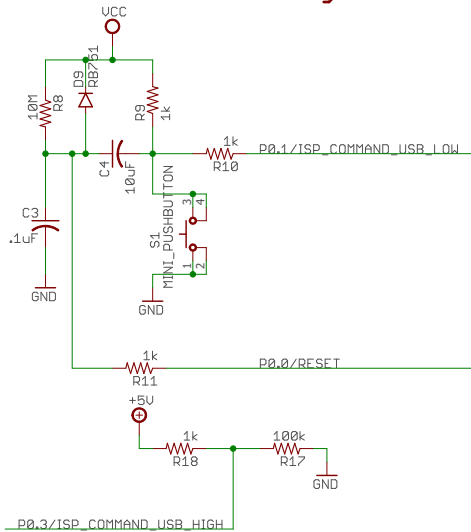 VCC
10M
R8
D9
RB751
R9
1k
C4
10uF
1k
R10
P0.1/ISP_COMMAND_USB_LOW
C3
.1uF
GND
S1
MINI_PUSHBUTTON
3
4
1
2
GND
1k
R11
P0.0/RESET
+5V
1k
R18
100k
R17
GND
P0.3/ISP_COMMAND_USB_HIGH